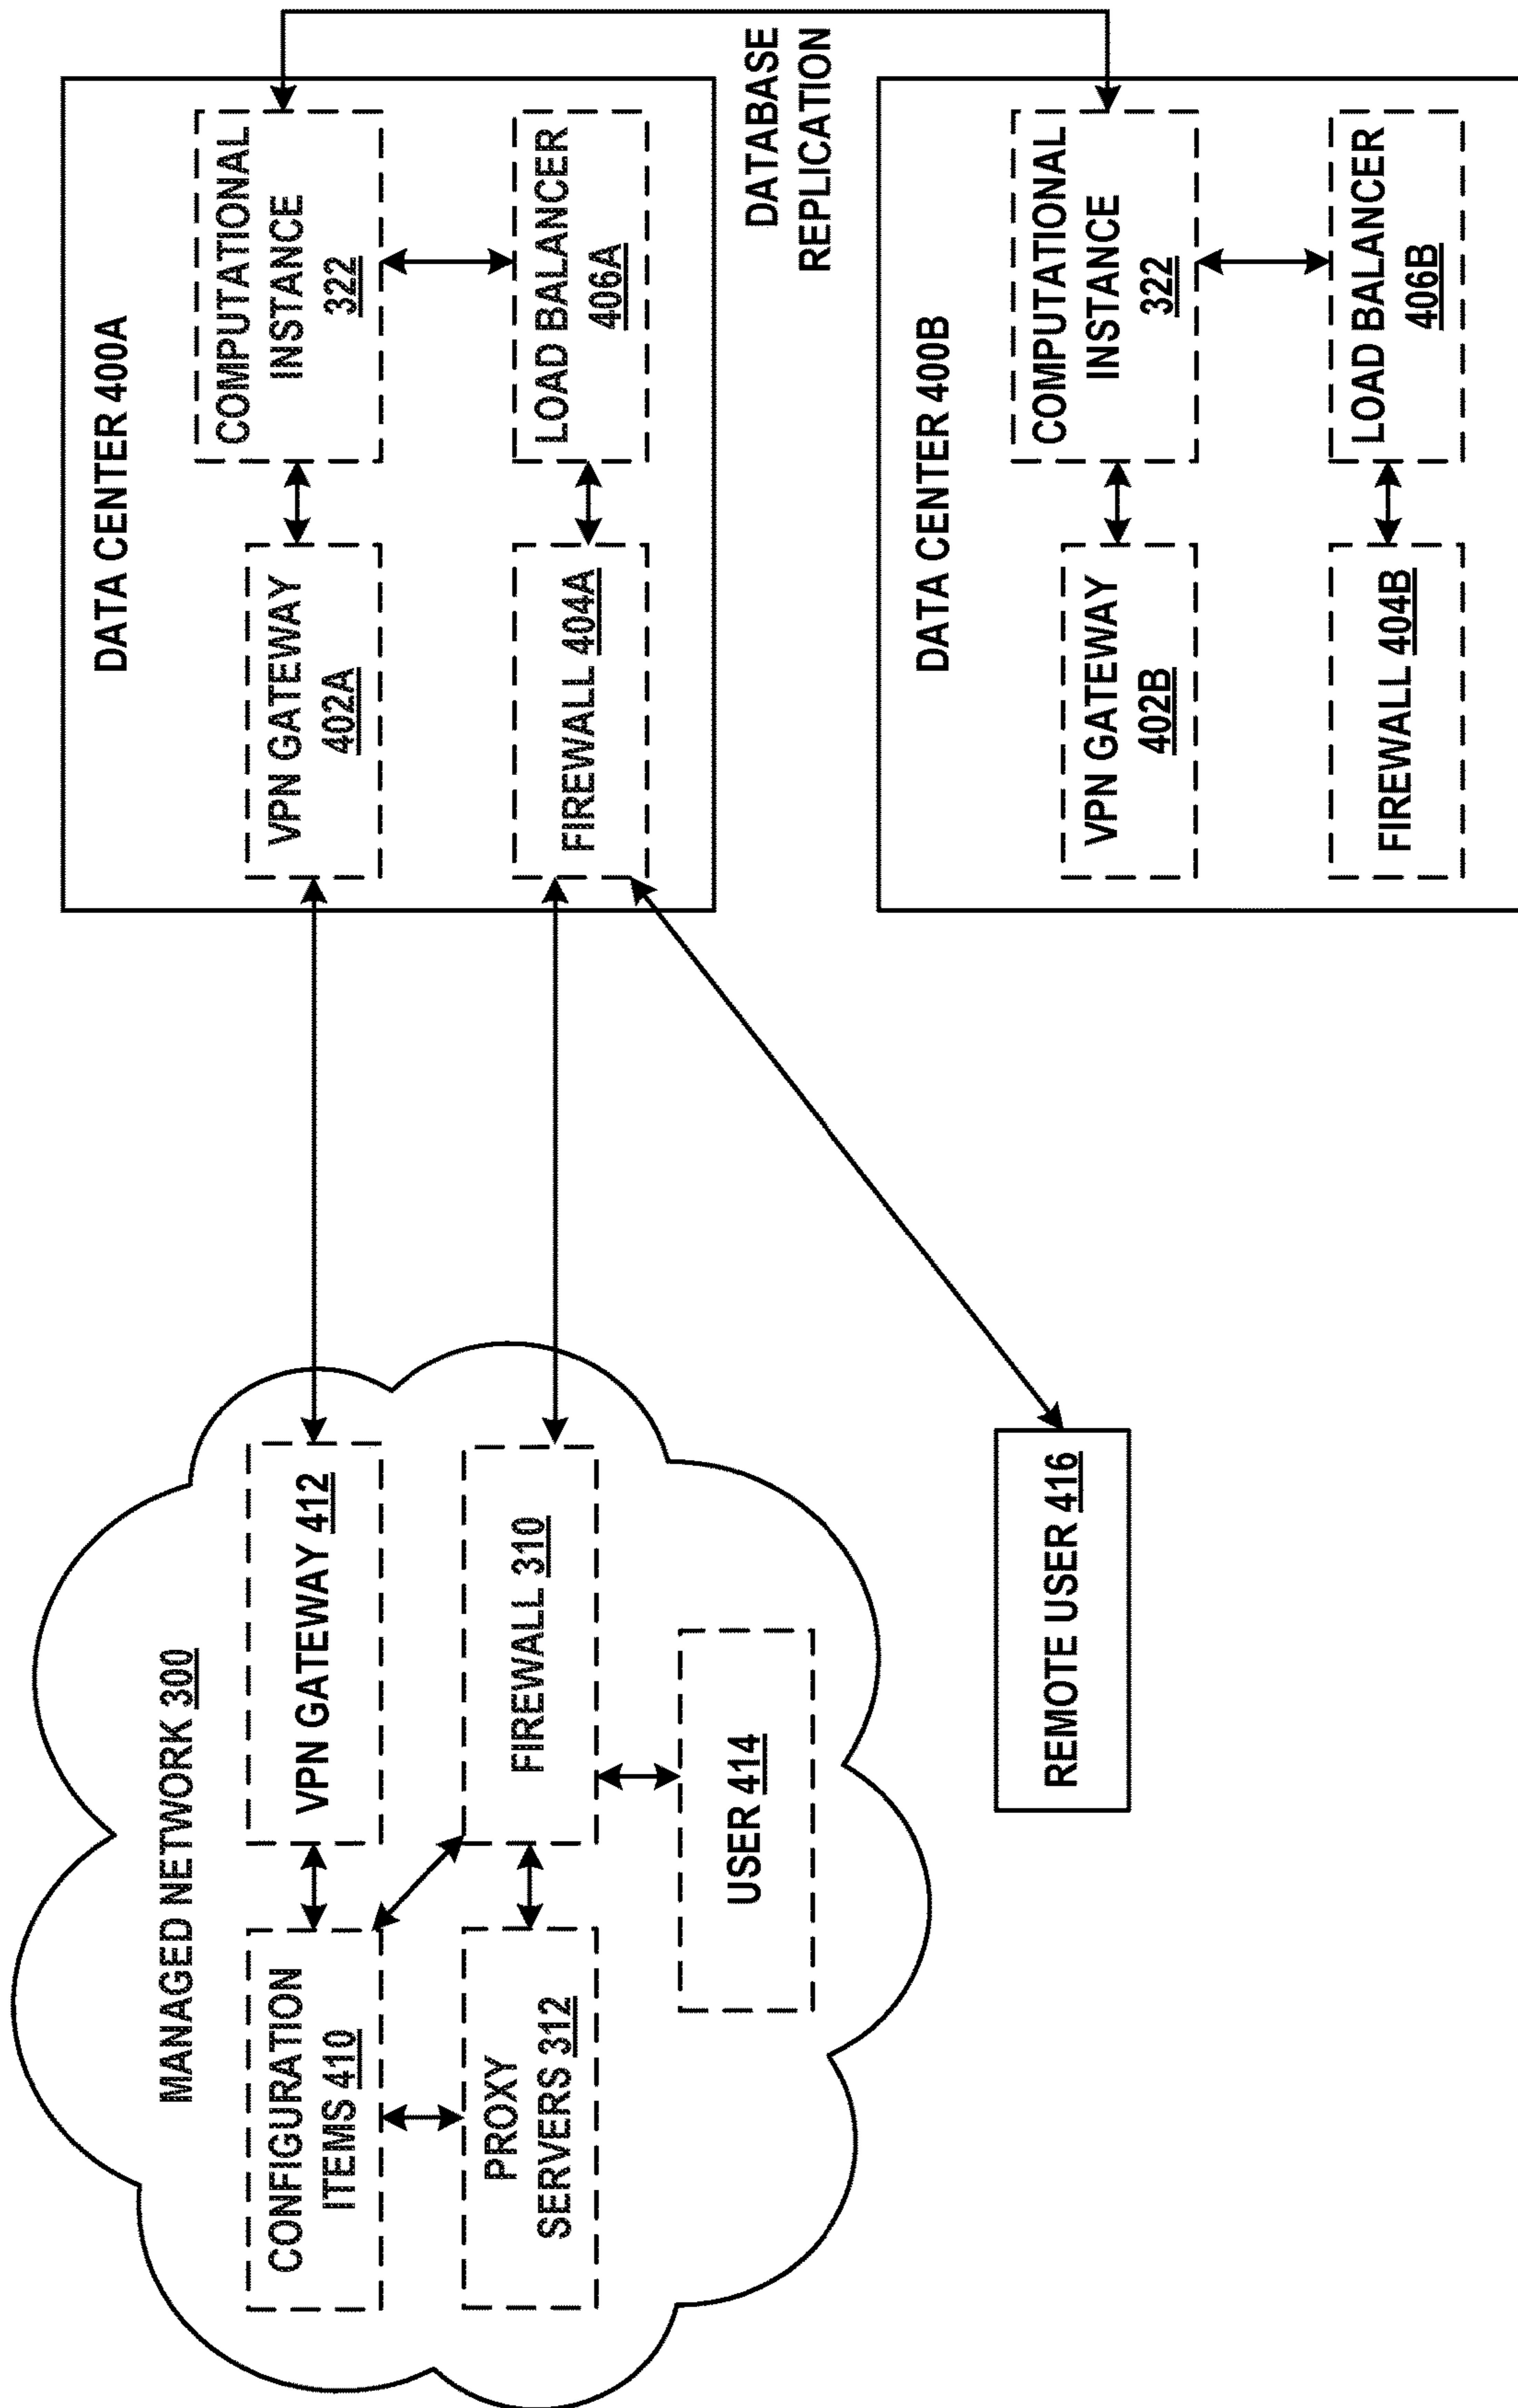 MANAGED NETWORK 300
CONFIGURATION
ITEMS 410
VPN GATEWAY 412
PROXY
SERVERS 312
FIREWALL 310
USER 414
REMOTE USER 416
DATA CENTER 400A
VPN GATEWAY
402A
COMPUTATIONAL
INSTANCE
322
FIREWALL 404A
LOAD BALANCER
406A
DATABASE
REPLICATION
DATA CENTER 400B
VPN GATEWAY
402B
COMPUTATIONAL
INSTANCE
322
FIREWALL 404B
LOAD BALANCER
406B